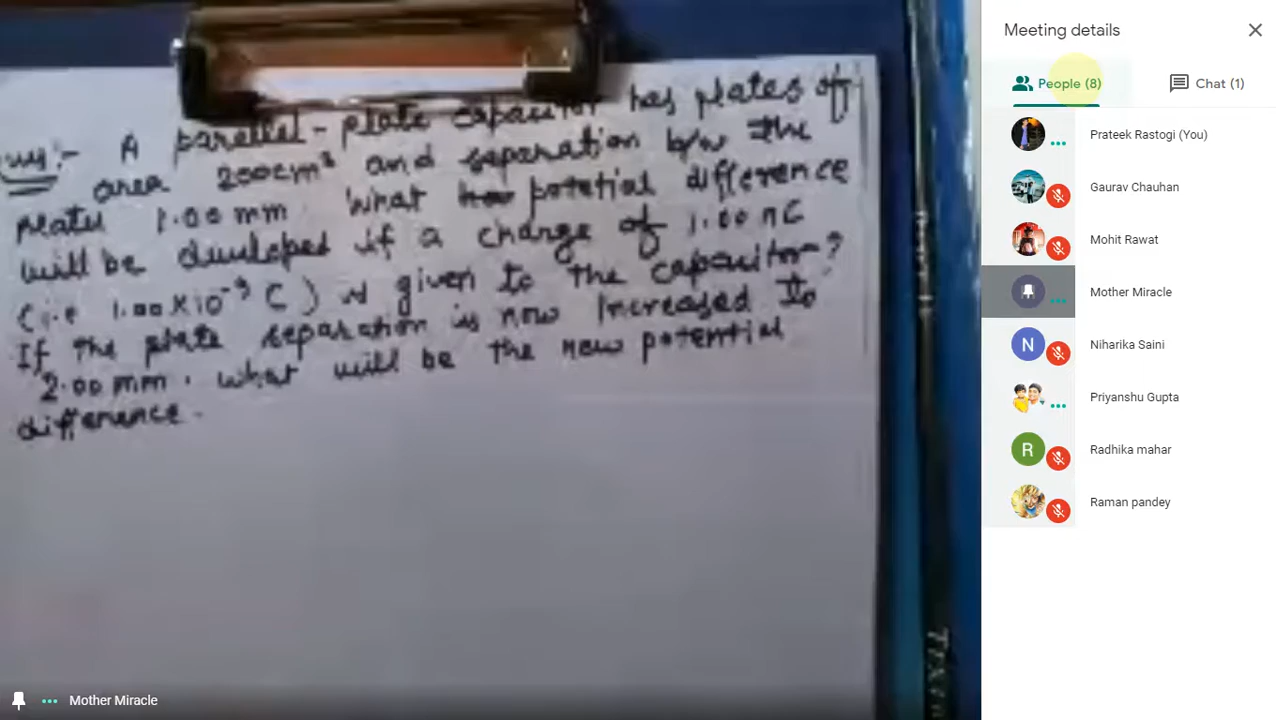 A parallel-plate capacitor has plates of
area 200cm² and separation b/w the
plates 1.00 mm. What potetial difference
will be developed if a charge of 1.00 nC
(i.e 1.00×10⁻⁹ C) is given to the capacitor?
If the plate separation is now increased to
2.00 mm. what will be the new potential
difference.
Mother Miracle
Meeting details
People (8)
Chat (1)
Prateek Rastogi (You)
Gaurav Chauhan
Mohit Rawat
Mother Miracle
N Niharika Saini
Priyanshu Gupta
R Radhika mahar
Raman pandey